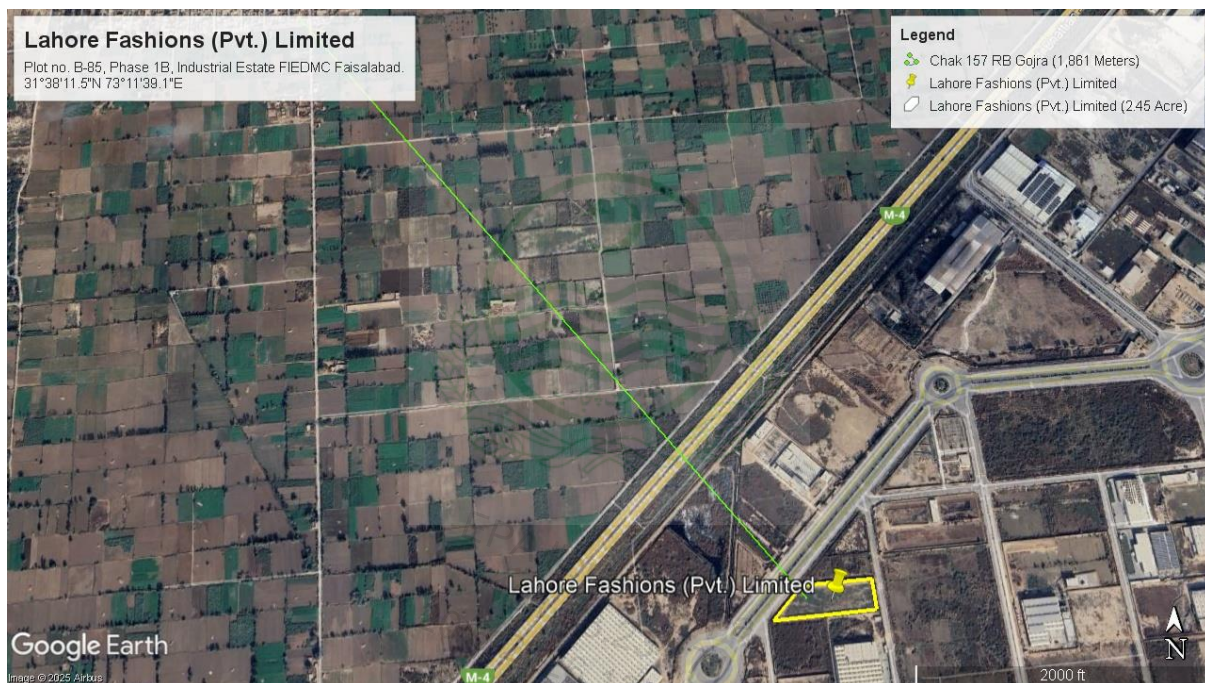 Lahore Fashions (Pvt.) Limited
Plot no. B-85, Phase 1B, Industrial Estate FIEDMC Faisalabad.
31°38'11.5"N 73°11'39.1"E
Legend
Chak 157 RB Gojra (1,861 Meters)
Lahore Fashions (Pvt.) Limited
Lahore Fashions (Pvt.) Limited (2.45 Acre)
M-4
Lahore Fashions (Pvt.) Limited
Google Earth
N
M-4
2000 ft
Image © 2025 Airbus